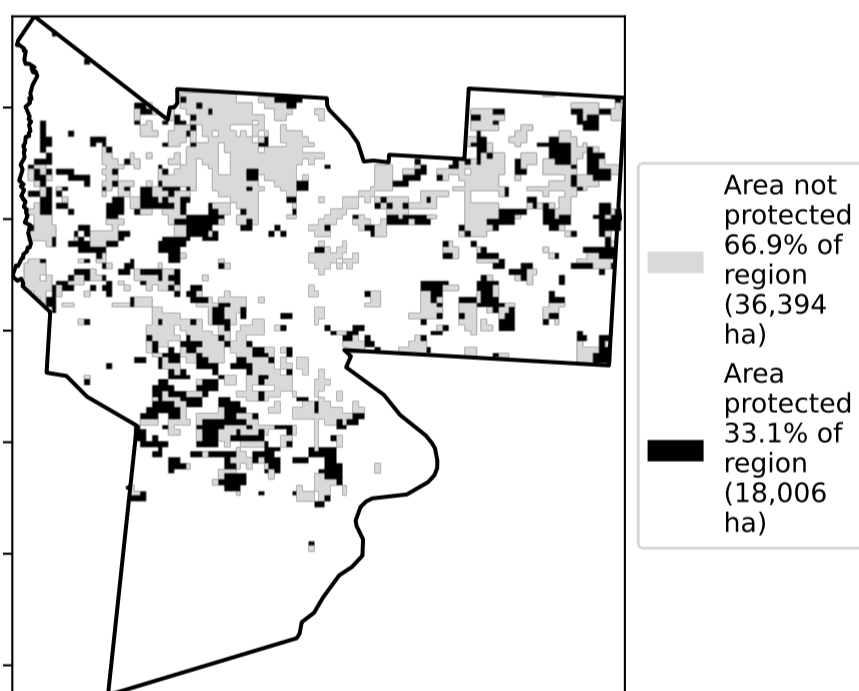 Area not
protected
66.9% of
region
(36,394
ha)
Area
protected
33.1% of
region
(18,006
ha)